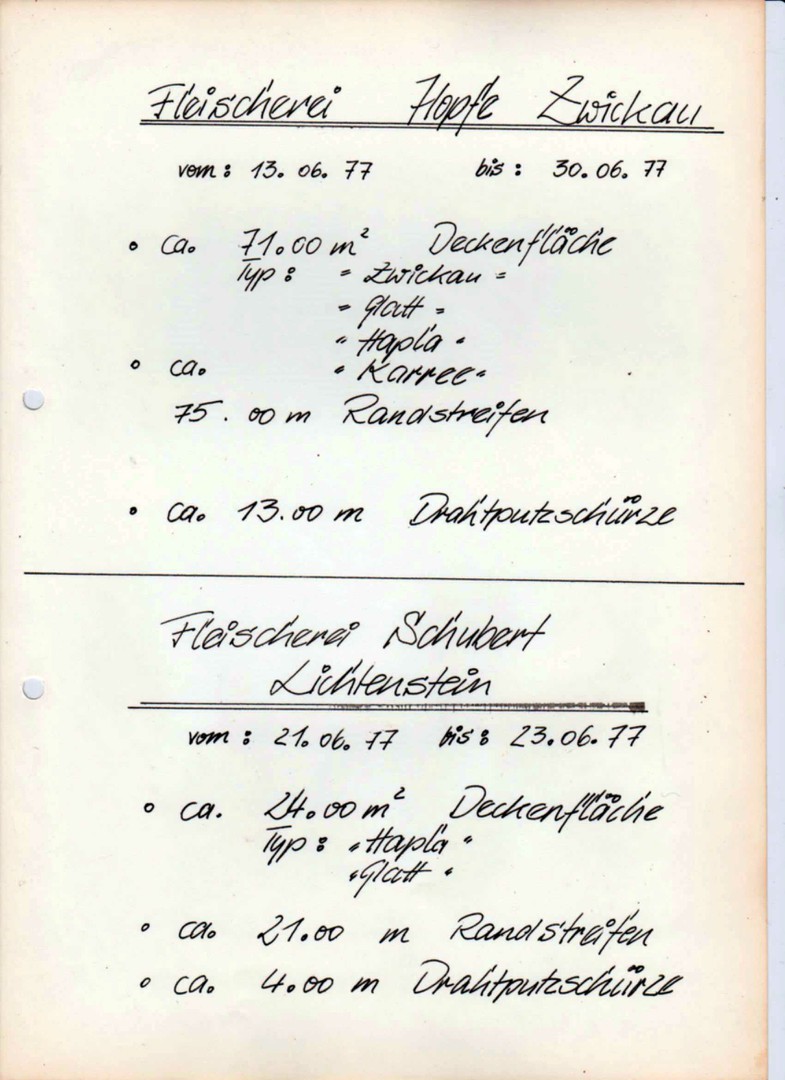 Fleischerei Hopfe Zwickau
vom: 13. 06. 77 bis: 30. 06. 77
• ca. 71.00 m² Deckenfläche
Typ: "Zwickau"
"Glatt"
"Hapla"
• ca. "Karree"
75.00 m Randstreifen
• ca. 13.00 m Drahtputzschürze
Fleischerei Schubert
Lichtenstein
vom: 21. 06. 77 bis: 23.06.77
• ca. 24.00 m² Deckenfläche
Typ: "Hapla"
"Glatt"
• ca. 21.00 m Randstreifen
• ca. 4.00 m Drahtputzschürze